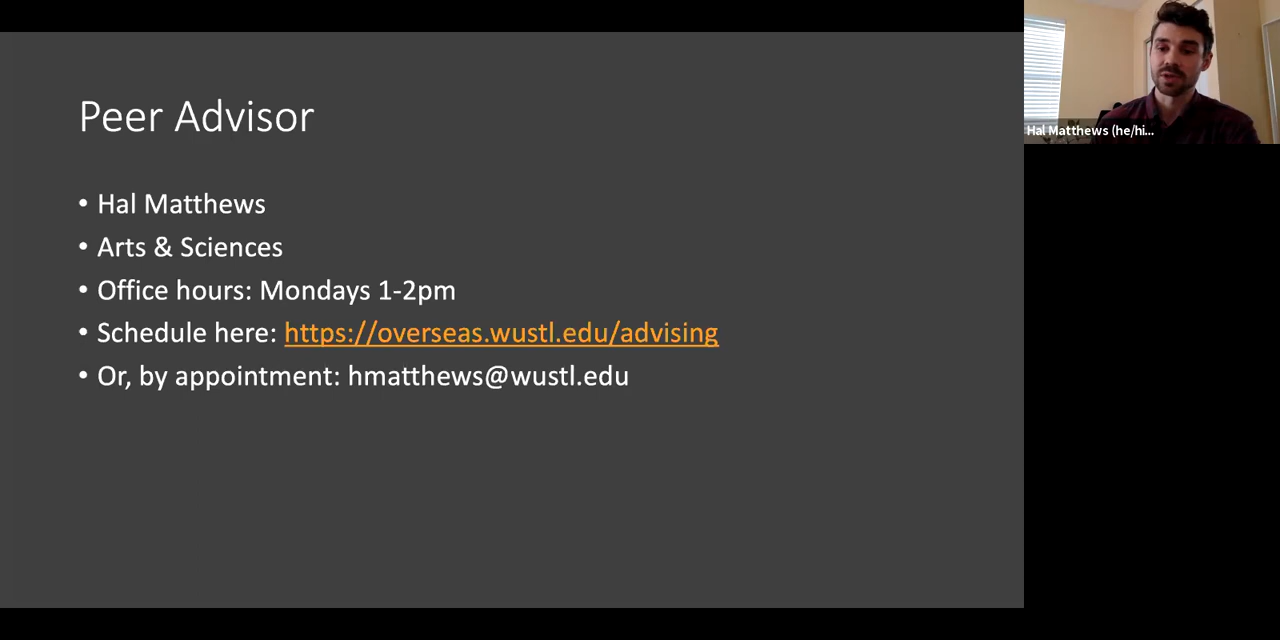 Peer Advisor
• Hal Matthews
• Arts & Sciences
• Office hours: Mondays 1-2pm
• Schedule here: https://overseas.wustl.edu/advising
• Or, by appointment: hmatthews@wustl.edu
Hal Matthews (he/hi...